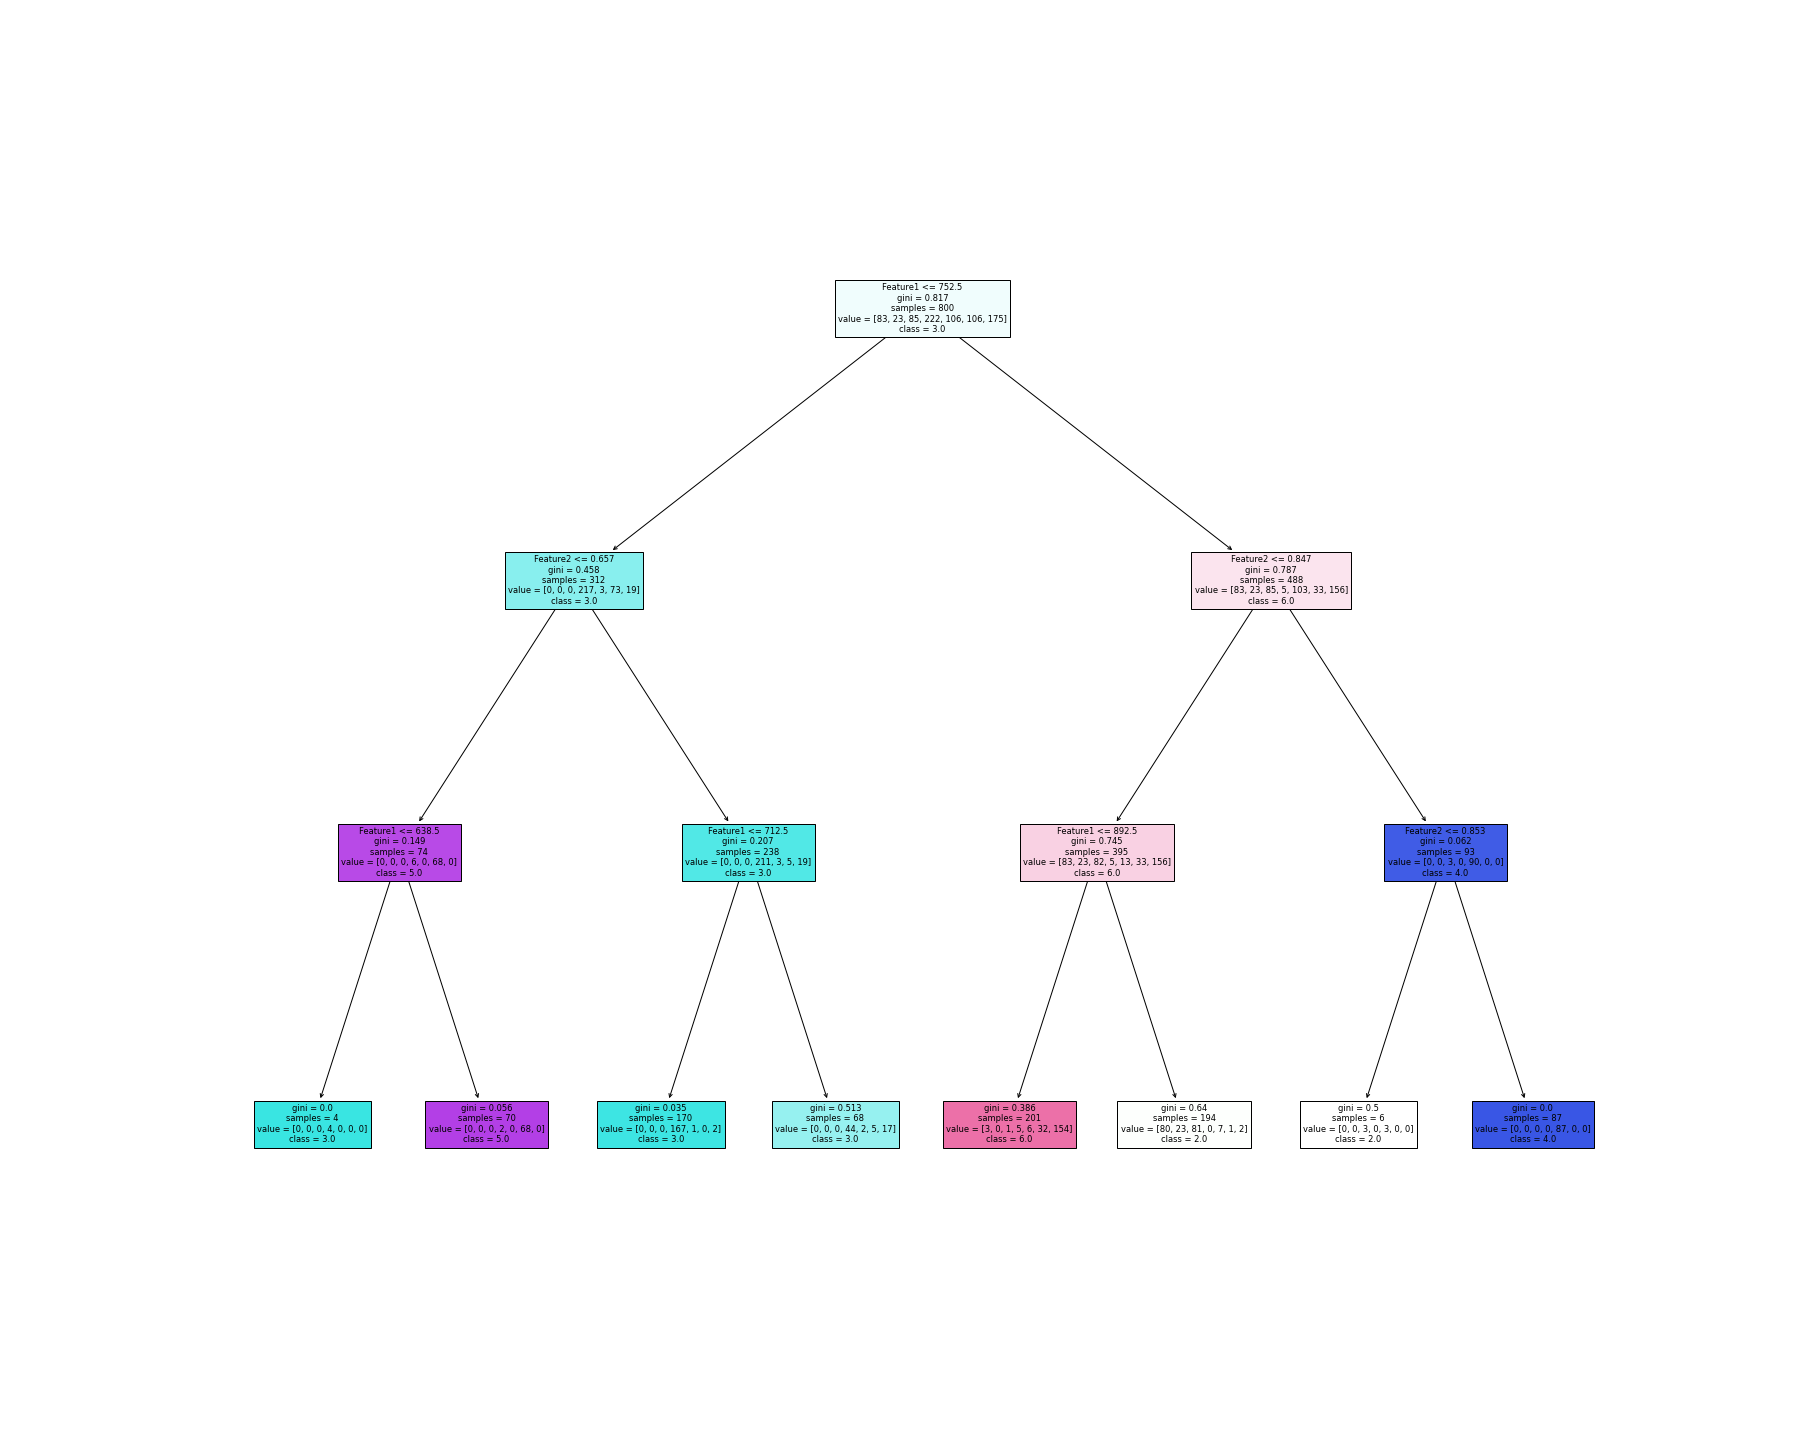 Feature1 <= 752.5
gini = 0.817
samples = 800
value = [83, 23, 85, 222, 106, 106, 175]
class = 3.0
Feature2 <= 0.657
gini = 0.458
samples = 312
value = [0, 0, 0, 217, 3, 73, 19]
class = 3.0
Feature2 <= 0.847
gini = 0.787
samples = 488
value = [83, 23, 85, 5, 103, 33, 156]
class = 6.0
Feature1 <= 638.5
gini = 0.149
samples = 74
value = [0, 0, 0, 6, 0, 68, 0]
class = 5.0
Feature1 <= 712.5
gini = 0.207
samples = 238
value = [0, 0, 0, 211, 3, 5, 19]
class = 3.0
Feature1 <= 892.5
gini = 0.745
samples = 395
value = [83, 23, 82, 5, 13, 33, 156]
class = 6.0
Feature2 <= 0.853
gini = 0.062
samples = 93
value = [0, 0, 3, 0, 90, 0, 0]
class = 4.0
gini = 0.0
samples = 4
value = [0, 0, 0, 4, 0, 0, 0]
class = 3.0
gini = 0.056
samples = 70
value = [0, 0, 0, 2, 0, 68, 0]
class = 5.0
gini = 0.035
samples = 170
value = [0, 0, 0, 167, 1, 0, 2]
class = 3.0
gini = 0.513
samples = 68
value = [0, 0, 0, 44, 2, 5, 17]
class = 3.0
gini = 0.386
samples = 201
value = [3, 0, 1, 5, 6, 32, 154]
class = 6.0
gini = 0.64
samples = 194
value = [80, 23, 81, 0, 7, 1, 2]
class = 2.0
gini = 0.5
samples = 6
value = [0, 0, 3, 0, 3, 0, 0]
class = 2.0
gini = 0.0
samples = 87
value = [0, 0, 0, 0, 87, 0, 0]
class = 4.0